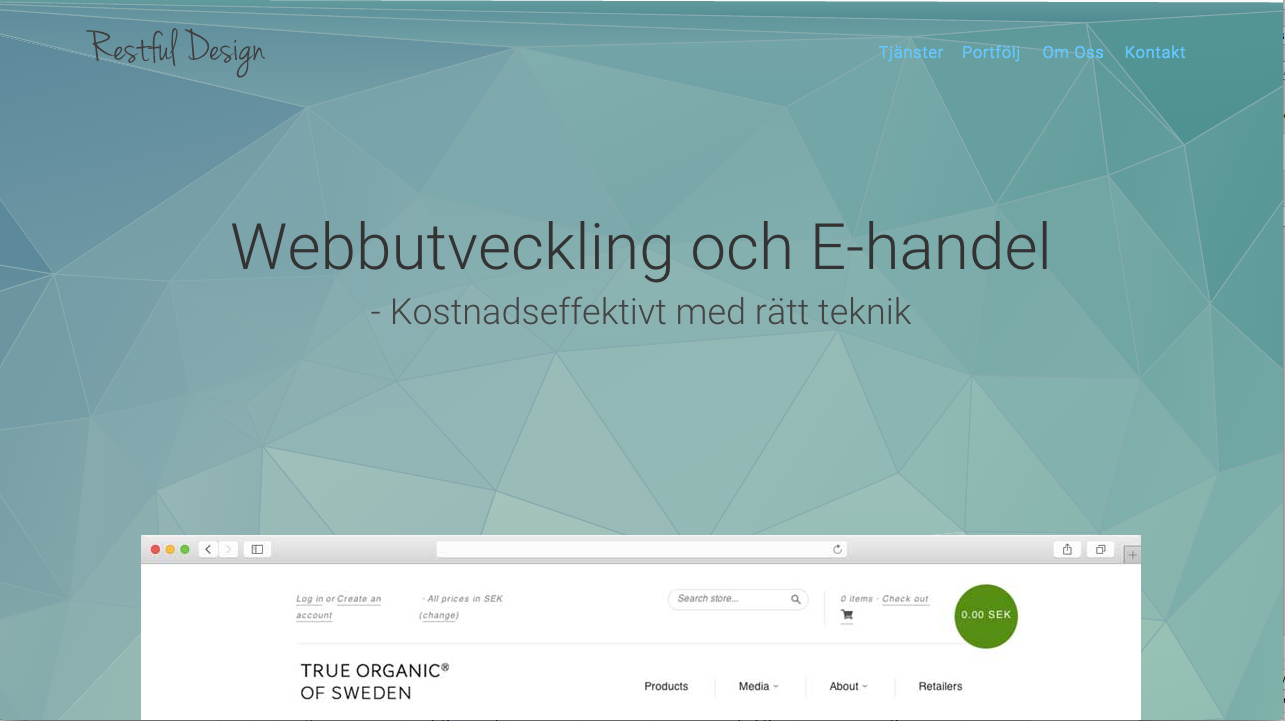 Restful Design
Tjänster Portfölj Om Oss Kontakt
Webbutveckling och E-handel
- Kostnadseffektivt med rätt teknik
Log in or Create an account
· All prices in SEK (change)
Search store...
0 items · Check out
0.00 SEK
TRUE ORGANIC®
OF SWEDEN
Products Media About Retailers